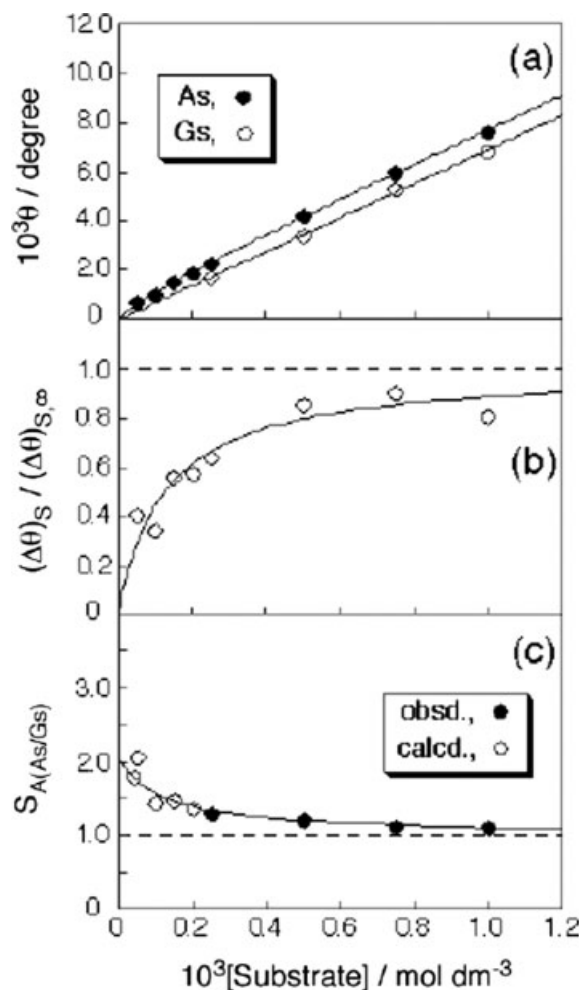 12.0
10.0
8.0
6.0
4.0
2.0
0
10³θ / degree
(a)
As, ◆
Gs, ○
1.0
0.8
0.6
0.4
0.2
0
(Δθ)S / (Δθ)S,∞
(b)
3.0
2.0
1.0
0
SA(As/Gs)
(c)
obsd., ●
calcd., ○
0 0.2 0.4 0.6 0.8 1.0 1.2
10³[Substrate] / mol dm⁻³